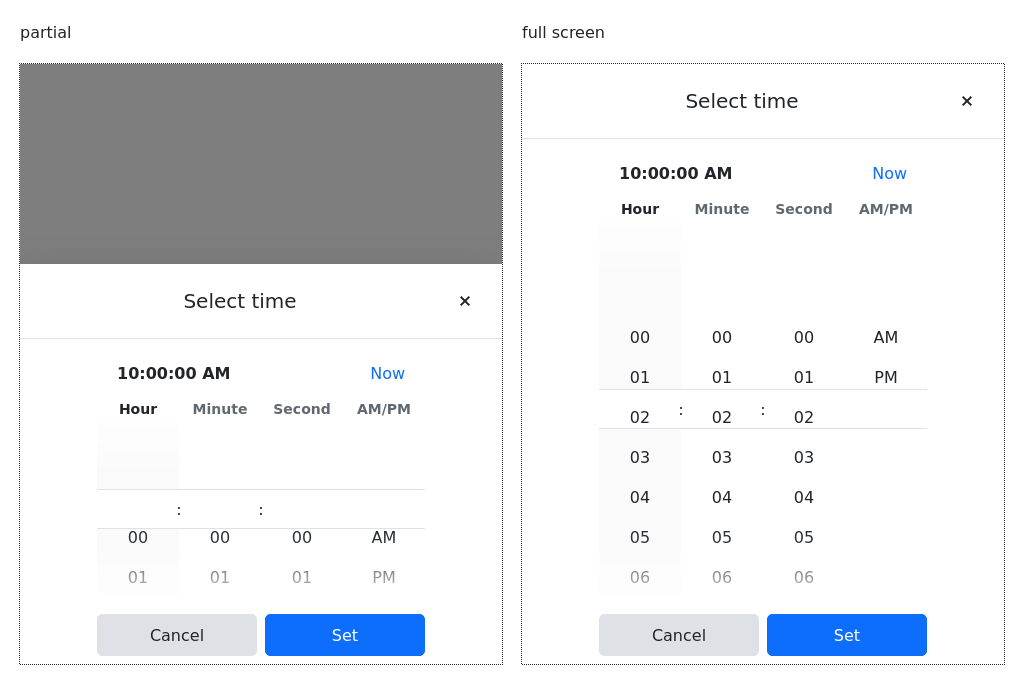 partial
Select time ×
10:00:00 AM Now
Hour Minute Second AM/PM
: :
00 00 00 AM
01 01 01 PM
Cancel Set
full screen
Select time ×
10:00:00 AM Now
Hour Minute Second AM/PM
00 00 00 AM
01 01 01 PM
02 : 02 : 02
03 03 03
04 04 04
05 05 05
06 06 06
Cancel Set